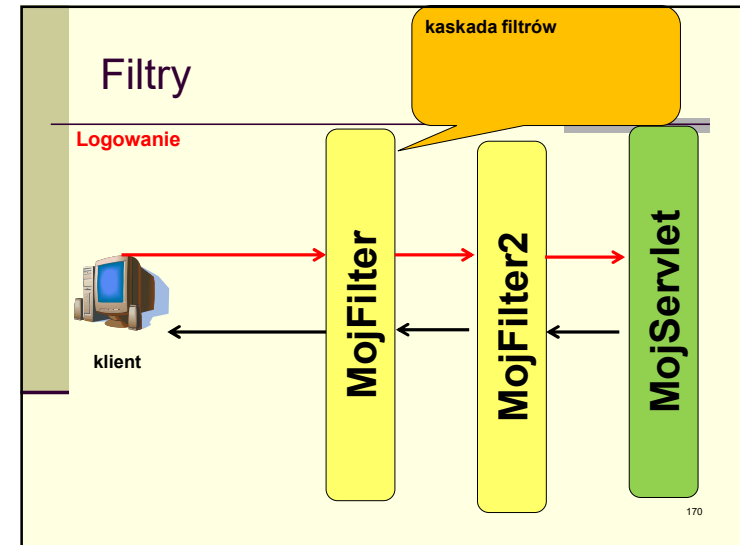 kaskada filtrów
Filtry
Logowanie
MojFilter
MojFilter2
MojServlet
klient
170